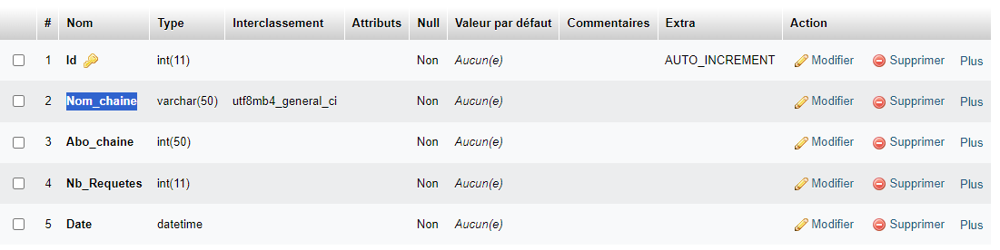 # Nom Type Interclassement Attributs Null Valeur par défaut Commentaires Extra Action
1 Id int(11) Non Aucun(e) AUTO_INCREMENT Modifier Supprimer Plus
2 Nom_chaine varchar(50) utf8mb4_general_ci Non Aucun(e) Modifier Supprimer Plus
3 Abo_chaine int(50) Non Aucun(e) Modifier Supprimer Plus
4 Nb_Requetes int(11) Non Aucun(e) Modifier Supprimer Plus
5 Date datetime Non Aucun(e) Modifier Supprimer Plus